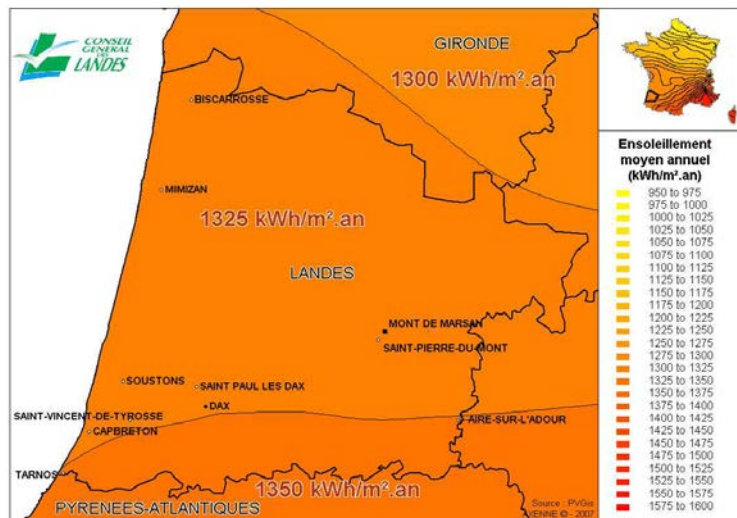 CONSEIL
GENERAL
DES
LANDES
GIRONDE
1300 kWh/m².an
BISCARROSSE
MIMIZAN
1325 kWh/m².an
LANDES
MONT DE MARSAN
SAINT-PIERRE-DU-MONT
SOUSTONS
SAINT PAUL LES DAX
DAX
SAINT-VINCENT-DE-TYROSSE
CAPBRETON
AIRE-SUR-L'ADOUR
TARNOS
1350 kWh/m².an
PYRENEES-ATLANTIQUES
Source : PVGis
AXENNE © - 2007
Ensoleillement
moyen annuel
(kWh/m².an)
950 to 975
975 to 1000
1000 to 1025
1025 to 1050
1050 to 1075
1075 to 1100
1100 to 1125
1125 to 1150
1150 to 1175
1175 to 1200
1200 to 1225
1225 to 1250
1250 to 1275
1275 to 1300
1300 to 1325
1325 to 1350
1350 to 1375
1375 to 1400
1400 to 1425
1425 to 1450
1450 to 1475
1475 to 1500
1500 to 1525
1525 to 1550
1550 to 1575
1575 to 1600